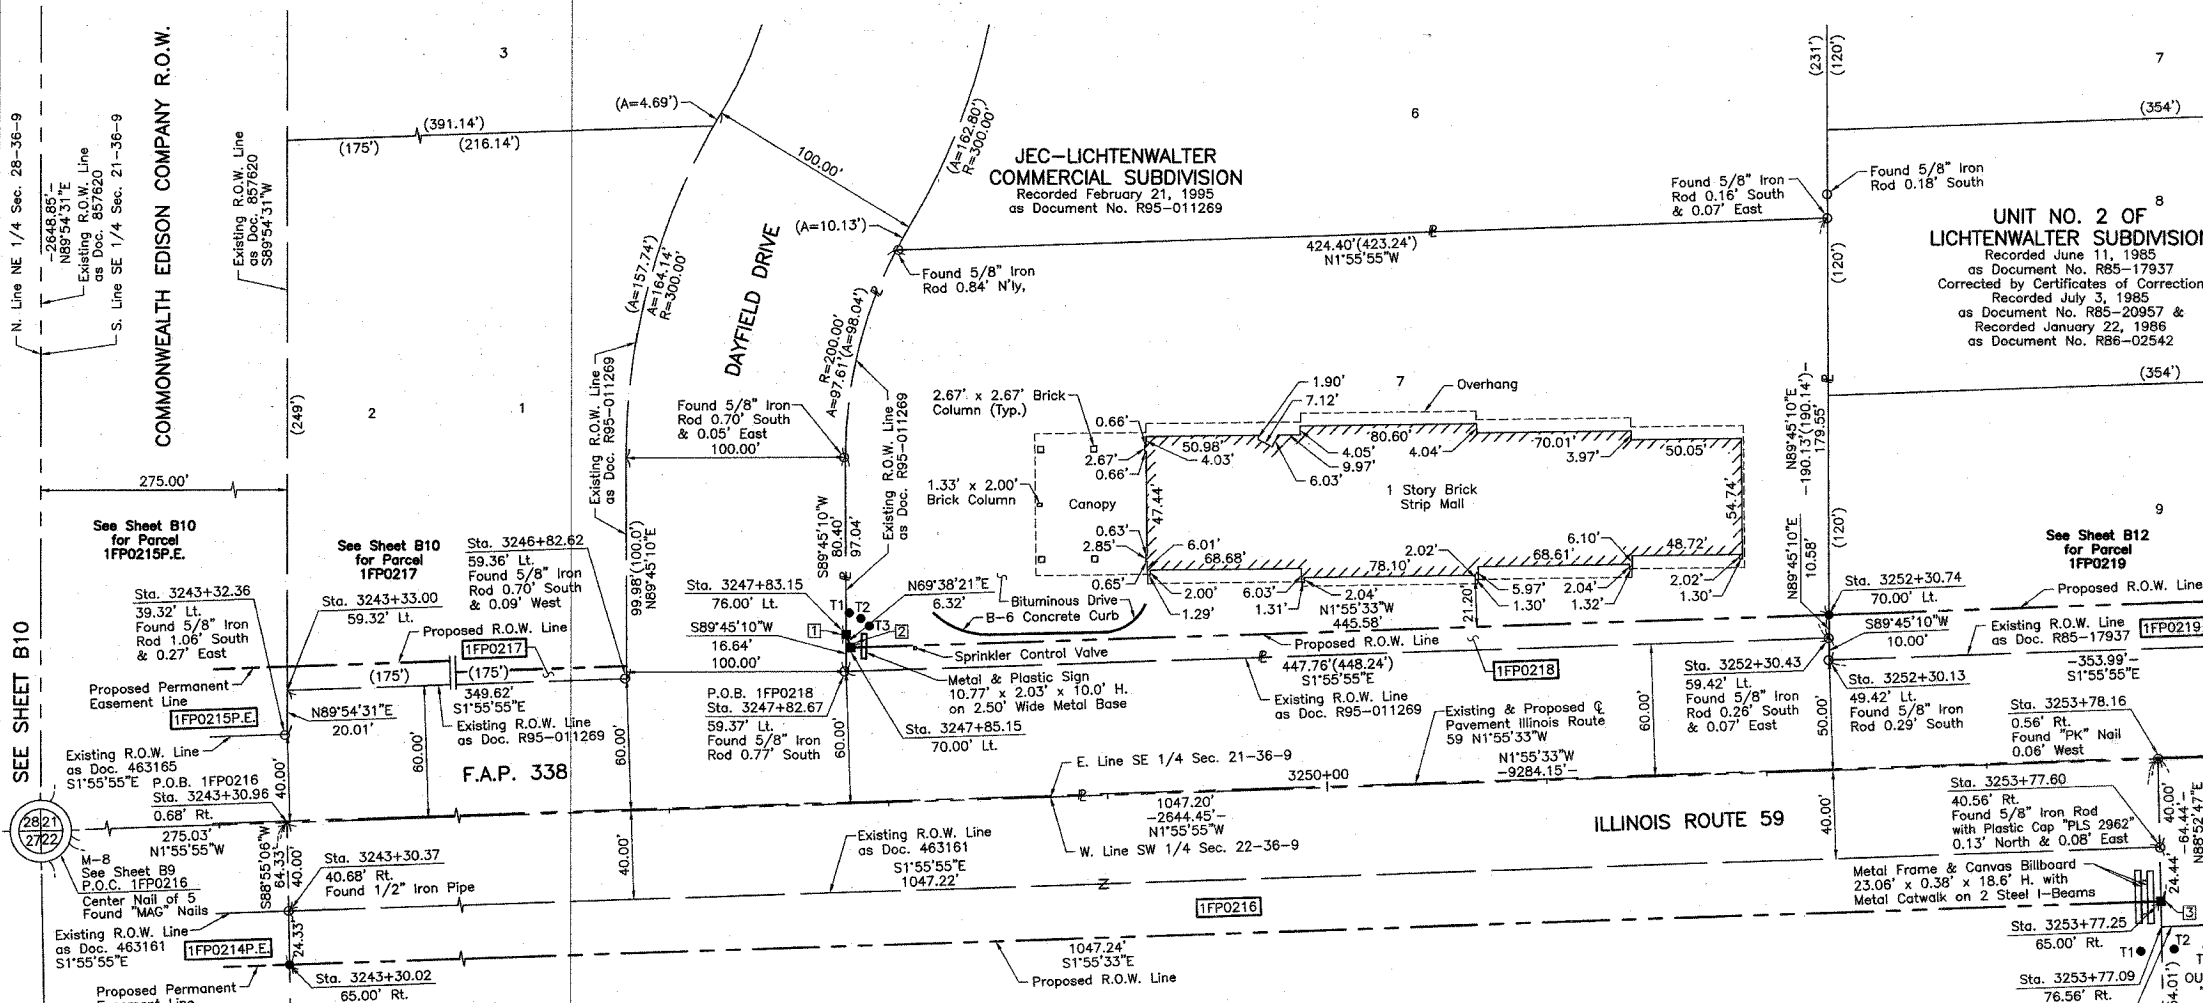 N. Line NE 1/4 Sec. 28-36-9
-2648.85'-
N89°54'31"E
Existing R.O.W. Line
as Doc. 857620
S. Line SE 1/4 Sec. 21-36-9
COMMONWEALTH EDISON COMPANY R.O.W.
Existing R.O.W. Line
as Doc. 857620
S89°54'31"W
(249')
275.00'
3
(391.14')
(175')
(216.14')
2
1
(A=4.69')
100.00'
(A=10.13')
(A=162.80')
R=300.00'
(A=157.74')
A=164.14'
R=300.00'
DAYFIELD DRIVE
R=200.00'
A=97.61'(A=98.04')
JEC-LICHTENWALTER
COMMERCIAL SUBDIVISION
Recorded February 21, 1995
as Document No. R95-011269
6
424.40'(423.24')
N1°55'55"W
Found 5/8" Iron
Rod 0.84' N'ly,
(231')
(120')
7
(354')
Found 5/8" Iron
Rod 0.16' South
& 0.07' East
Found 5/8" Iron
Rod 0.18' South
8
UNIT NO. 2 OF
LICHTENWALTER SUBDIVISION
Recorded June 11, 1985
as Document No. R85-17937
Corrected by Certificates of Correction
Recorded July 3, 1985
as Document No. R85-20957 &
Recorded January 22, 1986
as Document No. R86-02542
(120')
(354')
N89°45'10"E
-190.13'(190.14')-
179.55'
(120')
N89°45'10"E
10.58'
9
Existing R.O.W. Line
as Doc. R95-011269
Found 5/8" Iron
Rod 0.70' South
& 0.05' East
100.00'
Existing R.O.W. Line
as Doc. R95-011269
S89°45'10"W
80.40'
97.04'
99.98'(100.0')
N89°45'10"E
2.67' x 2.67' Brick
Column (Typ.)
1.33' x 2.00'
Brick Column
Canopy
7
Overhang
1.90'
7.12'
0.66'
50.98'
4.03'
2.67'
0.66'
4.05'
9.97'
6.03'
80.60'
4.04'
70.01'
3.97'
50.05'
47.44'
54.74'
1 Story Brick
Strip Mall
0.63'
2.85'
0.65'
6.01'
68.68'
2.00'
1.29'
6.03'
1.31'
78.10'
2.04'
2.02'
68.61'
5.97'
1.30'
6.10'
2.04'
1.32'
48.72'
2.02'
1.30'
21.20'
N1°55'33"W
445.58'
See Sheet B10
for Parcel
1FP0215P.E.
See Sheet B10
for Parcel
1FP0217
See Sheet B12
for Parcel
1FP0219
Sta. 3246+82.62
59.36' Lt.
Found 5/8" Iron
Rod 0.70' South
& 0.09' West
Sta. 3243+32.36
39.32' Lt.
Found 5/8" Iron
Rod 1.06' South
& 0.27' East
Sta. 3243+33.00
59.32' Lt.
Proposed R.O.W. Line
1FP0217
(175')
(175')
349.62'
S1°55'55"E
Existing R.O.W. Line
as Doc. R95-011269
Proposed Permanent
Easement Line
1FP0215P.E.
N89°54'31"E
20.01'
Existing R.O.W. Line
as Doc. 463165
S1°55'55"E
P.O.B. 1FP0216
Sta. 3243+30.96
0.68' Rt.
275.03'
N1°55'55"W
SEE SHEET B10
28 21
27 22
M-8
See Sheet B9
P.O.C. 1FP0216
Center Nail of 5
Found "MAG" Nails
Existing R.O.W. Line
as Doc. 463161
S1°55'55"E
1FP0214P.E.
Proposed Permanent
40.00'
S88°55'06"W
64.33'
40.00'
24.33'
Sta. 3243+30.37
40.68' Rt.
Found 1/2" Iron Pipe
Sta. 3243+30.02
65.00' Rt.
60.00'
F.A.P. 338
60.00'
40.00'
Sta. 3247+83.15
76.00' Lt.
T1
T2
T3
N69°38'21"E
6.32'
1
2
S89°45'10"W
16.64'
100.00'
Bituminous Drive
B-6 Concrete Curb
Proposed R.O.W. Line
Sprinkler Control Valve
Metal & Plastic Sign
10.77' x 2.03' x 10.0' H.
on 2.50' Wide Metal Base
P.O.B. 1FP0218
Sta. 3247+82.67
59.37' Lt.
Found 5/8" Iron
Rod 0.77' South
60.00'
Sta. 3247+85.15
70.00' Lt.
447.76'(448.24')
S1°55'55"E
Existing R.O.W. Line
as Doc. R95-011269
1FP0218
Existing & Proposed ℄
Pavement Illinois Route
59 N1°55'33"W
N1°55'33"W
-9284.15'-
3250+00
E. Line SE 1/4 Sec. 21-36-9
1047.20'
-2644.45'-
N1°55'55"W
W. Line SW 1/4 Sec. 22-36-9
Existing R.O.W. Line
as Doc. 463161
S1°55'55"E
1047.22'
1FP0216
1047.24'
S1°55'33"E
Proposed R.O.W. Line
ILLINOIS ROUTE 59
60.00'
50.00'
40.00'
Sta. 3252+30.74
70.00' Lt.
Proposed R.O.W. Line
S89°45'10"W
10.00'
Existing R.O.W. Line
as Doc. R85-17937
1FP0219
-353.99'-
S1°55'55"E
Sta. 3252+30.43
59.42' Lt.
Found 5/8" Iron
Rod 0.26' South
& 0.07' East
Sta. 3252+30.13
49.42' Lt.
Found 5/8" Iron
Rod 0.29' South
Sta. 3253+78.16
0.56' Rt.
Found "PK" Nail
0.06' West
Sta. 3253+77.60
40.56' Rt.
Found 5/8" Iron Rod
with Plastic Cap "PLS 2962"
0.13' North & 0.08' East
Metal Frame & Canvas Billboard
23.06' x 0.38' x 18.6' H. with
Metal Catwalk on 2 Steel I-Beams
40.00'
-64.44'-
N88°52'47"E
24.44'
3
Sta. 3253+77.25
65.00' Rt.
T1
T2
Sta. 3253+77.09
76.56' Rt.